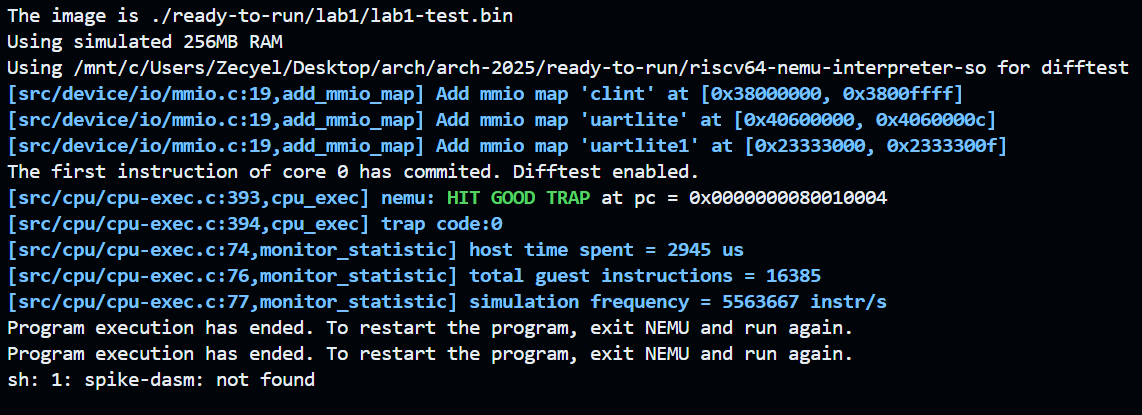 The image is ./ready-to-run/lab1/lab1-test.bin
Using simulated 256MB RAM
Using /mnt/c/Users/Zecyel/Desktop/arch/arch-2025/ready-to-run/riscv64-nemu-interpreter-so for difftest
[src/device/io/mmio.c:19,add_mmio_map] Add mmio map 'clint' at [0x38000000, 0x3800ffff]
[src/device/io/mmio.c:19,add_mmio_map] Add mmio map 'uartlite' at [0x40600000, 0x4060000c]
[src/device/io/mmio.c:19,add_mmio_map] Add mmio map 'uartlite1' at [0x23333000, 0x2333300f]
The first instruction of core 0 has commited. Difftest enabled.
[src/cpu/cpu-exec.c:393,cpu_exec] nemu: HIT GOOD TRAP at pc = 0x0000000080010004
[src/cpu/cpu-exec.c:394,cpu_exec] trap code:0
[src/cpu/cpu-exec.c:74,monitor_statistic] host time spent = 2945 us
[src/cpu/cpu-exec.c:76,monitor_statistic] total guest instructions = 16385
[src/cpu/cpu-exec.c:77,monitor_statistic] simulation frequency = 5563667 instr/s
Program execution has ended. To restart the program, exit NEMU and run again.
Program execution has ended. To restart the program, exit NEMU and run again.
sh: 1: spike-dasm: not found